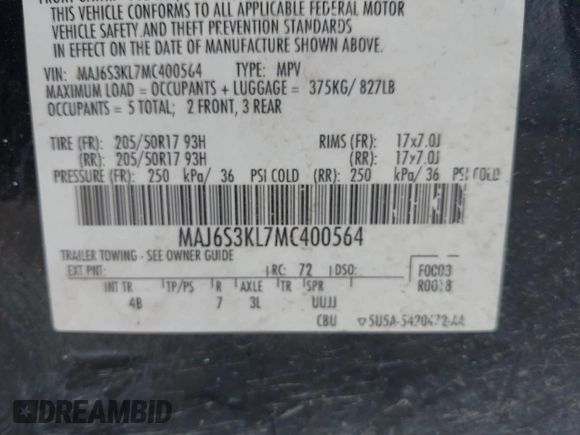 THIS VEHICLE CONFORMS TO ALL APPLICABLE FEDERAL MOTOR
VEHICLE SAFETY AND THEFT PREVENTION STANDARDS
IN EFFECT ON THE DATE OF MANUFACTURE SHOWN ABOVE.
VIN: MAJ6S3KL7MC400564 TYPE: MPV
MAXIMUM LOAD = OCCUPANTS + LUGGAGE = 375KG/ 827LB
OCCUPANTS = 5 TOTAL; 2 FRONT, 3 REAR
TIRE (FR): 205/50R17 93H RIMS (FR): 17x7.0J
(RR): 205/50R17 93H (RR): 17x7.0J
PRESSURE (FR): 250 kPa/ 36 PSI COLD (RR): 250 kPa/ 36 PSI COLD
MAJ6S3KL7MC400564
TRAILER TOWING - SEE OWNER GUIDE
EXT PNT: RC: 72 DSO: F0003
R0018
INT TR TP/PS R AXLE TR SPR
4B 7 3L UUJJ
CBU 5U5A-5420472-AA
DREAMBID